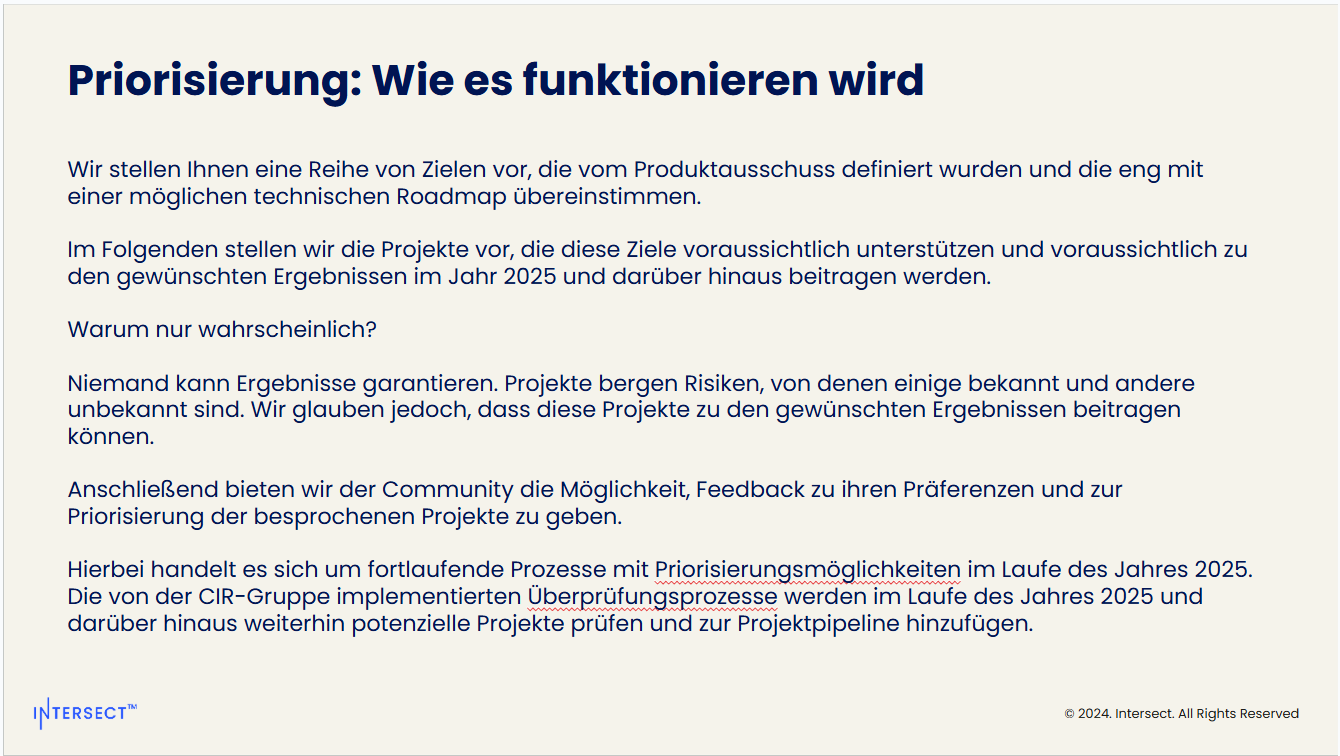 Priorisierung: Wie es funktionieren wird
Wir stellen Ihnen eine Reihe von Zielen vor, die vom Produktausschuss definiert wurden und die eng mit
einer möglichen technischen Roadmap übereinstimmen.
Im Folgenden stellen wir die Projekte vor, die diese Ziele voraussichtlich unterstützen und voraussichtlich zu
den gewünschten Ergebnissen im Jahr 2025 und darüber hinaus beitragen werden.
Warum nur wahrscheinlich?
Niemand kann Ergebnisse garantieren. Projekte bergen Risiken, von denen einige bekannt und andere
unbekannt sind. Wir glauben jedoch, dass diese Projekte zu den gewünschten Ergebnissen beitragen
können.
Anschließend bieten wir der Community die Möglichkeit, Feedback zu ihren Präferenzen und zur
Priorisierung der besprochenen Projekte zu geben.
Hierbei handelt es sich um fortlaufende Prozesse mit Priorisierungsmöglichkeiten im Laufe des Jahres 2025.
Die von der CIR-Gruppe implementierten Überprüfungsprozesse werden im Laufe des Jahres 2025 und
darüber hinaus weiterhin potenzielle Projekte prüfen und zur Projektpipeline hinzufügen.
INTERSECT™
© 2024. Intersect. All Rights Reserved